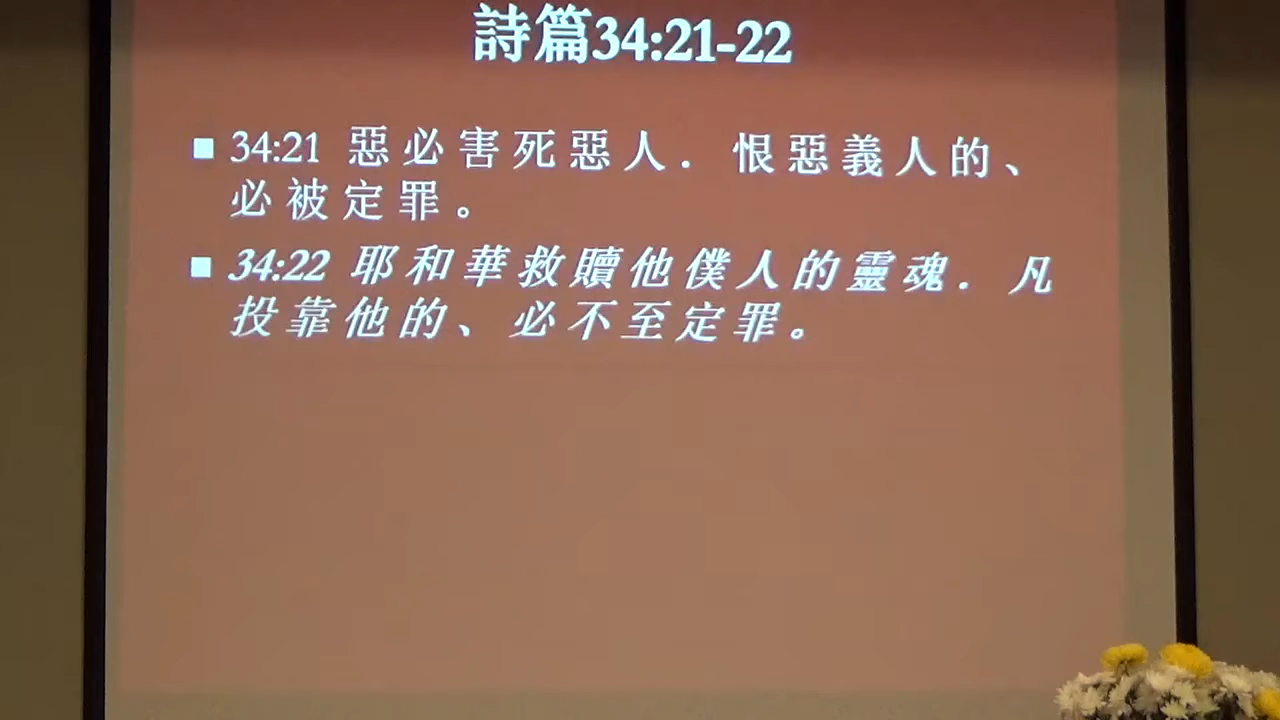 詩篇34:21-22
■ 34:21 惡必害死惡人．恨惡義人的、
必被定罪。
■ 34:22 耶和華救贖他僕人的靈魂．凡
投靠他的、必不至定罪。